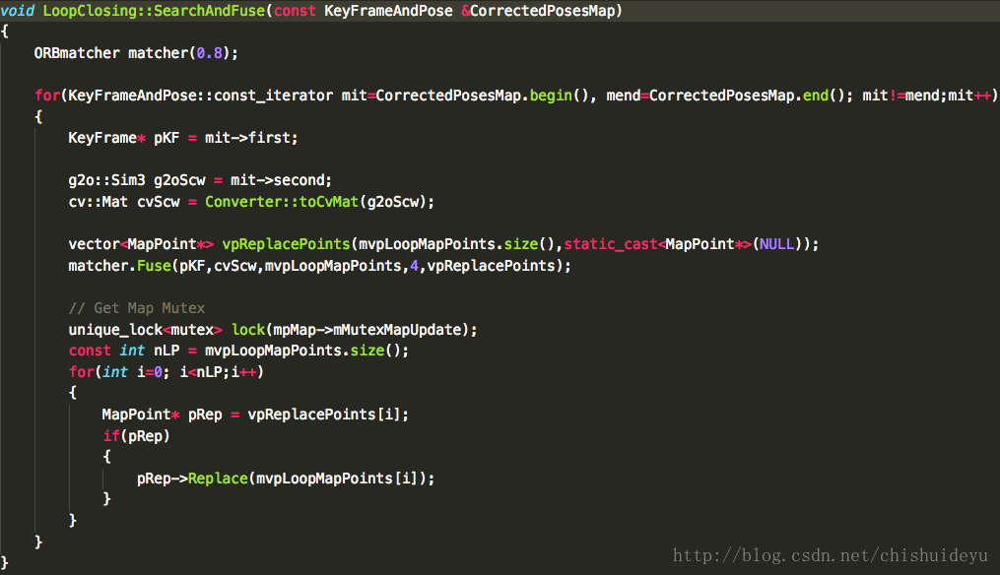 void LoopClosing::SearchAndFuse(const KeyFrameAndPose &CorrectedPosesMap)
{
    ORBmatcher matcher(0.8);

    for(KeyFrameAndPose::const_iterator mit=CorrectedPosesMap.begin(), mend=CorrectedPosesMap.end(); mit!=mend;mit++)
    {
        KeyFrame* pKF = mit->first;

        g2o::Sim3 g2oScw = mit->second;
        cv::Mat cvScw = Converter::toCvMat(g2oScw);

        vector<MapPoint*> vpReplacePoints(mvpLoopMapPoints.size(),static_cast<MapPoint*>(NULL));
        matcher.Fuse(pKF,cvScw,mvpLoopMapPoints,4,vpReplacePoints);

        // Get Map Mutex
        unique_lock<mutex> lock(mpMap->mMutexMapUpdate);
        const int nLP = mvpLoopMapPoints.size();
        for(int i=0; i<nLP;i++)
        {
            MapPoint* pRep = vpReplacePoints[i];
            if(pRep)
            {
                pRep->Replace(mvpLoopMapPoints[i]);
            }
        }
    }
}
http://blog.csdn.net/chishuideyu